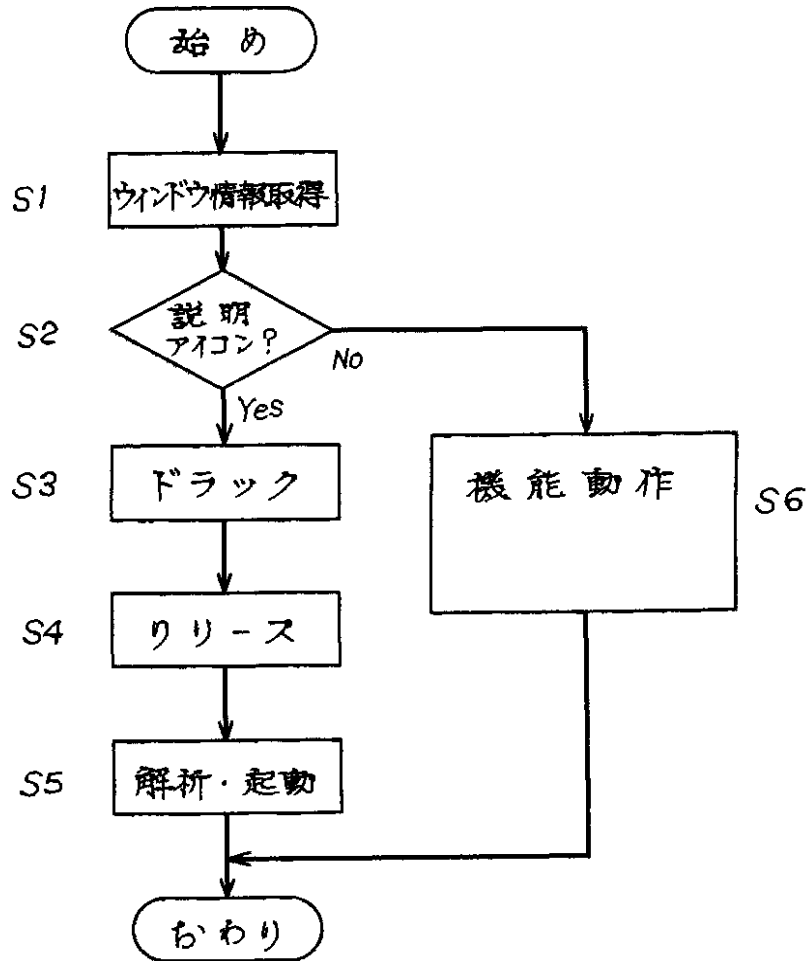 始め
S1
ウィンドウ情報取得
S2
説明
アイコン?
No
Yes
S3
ドラック
機能動作
S6
S4
リリース
S5
解析・起動
おわり